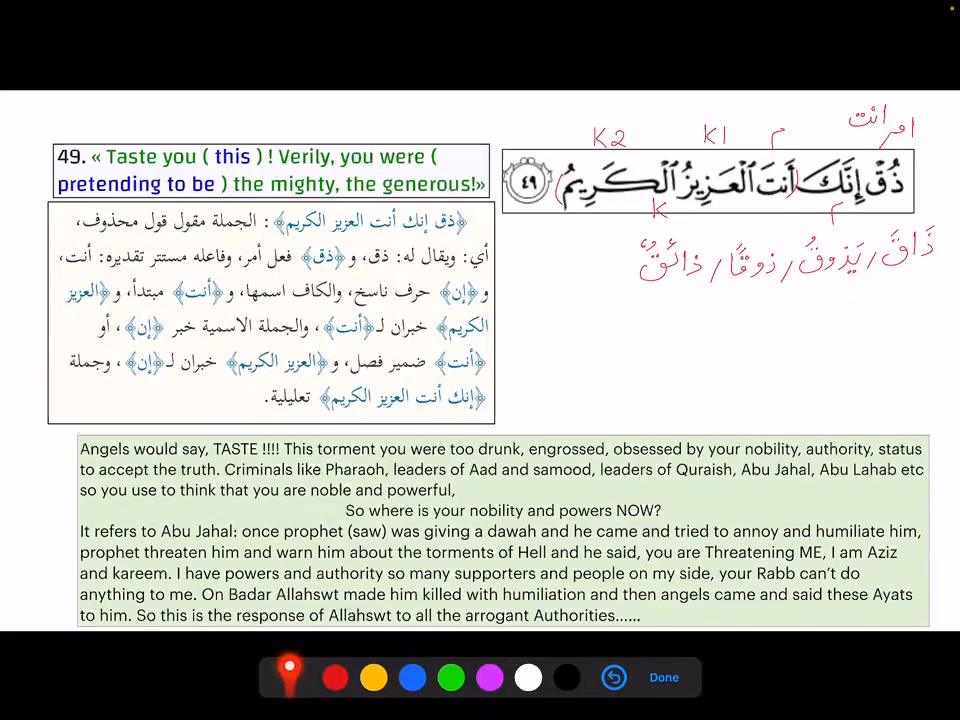 49. « Taste you ( this ) ! Verily, you were (
pretending to be ) the mighty, the generous!»
امر انت
K2 K1 م
ذُقْ إِنَّكَ أَنتَ ٱلْعَزِيزُ ٱلْكَرِيمُ ٤٩
K م
ذَاقَ / يَذوقُ / ذوقًا / ذائقٌ
﴿ذق إنك أنت العزيز الكريم﴾: الجملة مقول قول محذوف،
أي: ويقال له: ذق، و﴿ذق﴾ فعل أمر، وفاعله مستتر تقديره: أنت،
و﴿إن﴾ حرف ناسخ، والكاف اسمها، و﴿أنت﴾ مبتدأ، و﴿العزيز
الكريم﴾ خبران لـ﴿أنت﴾، والجملة الاسمية خبر ﴿إن﴾، أو
﴿أنت﴾ ضمير فصل، و﴿العزيز الكريم﴾ خبران لـ﴿إن﴾، وجملة
﴿إنك أنت العزيز الكريم﴾ تعليلية.
Angels would say, TASTE !!!! This torment you were too drunk, engrossed, obsessed by your nobility, authority, status
to accept the truth. Criminals like Pharaoh, leaders of Aad and samood, leaders of Quraish, Abu Jahal, Abu Lahab etc
so you use to think that you are noble and powerful,
So where is your nobility and powers NOW?
It refers to Abu Jahal: once prophet (saw) was giving a dawah and he came and tried to annoy and humiliate him,
prophet threaten him and warn him about the torments of Hell and he said, you are Threatening ME, I am Aziz
and kareem. I have powers and authority so many supporters and people on my side, your Rabb can't do
anything to me. On Badar Allahswt made him killed with humiliation and then angels came and said these Ayats
to him. So this is the response of Allahswt to all the arrogant Authorities......
Done